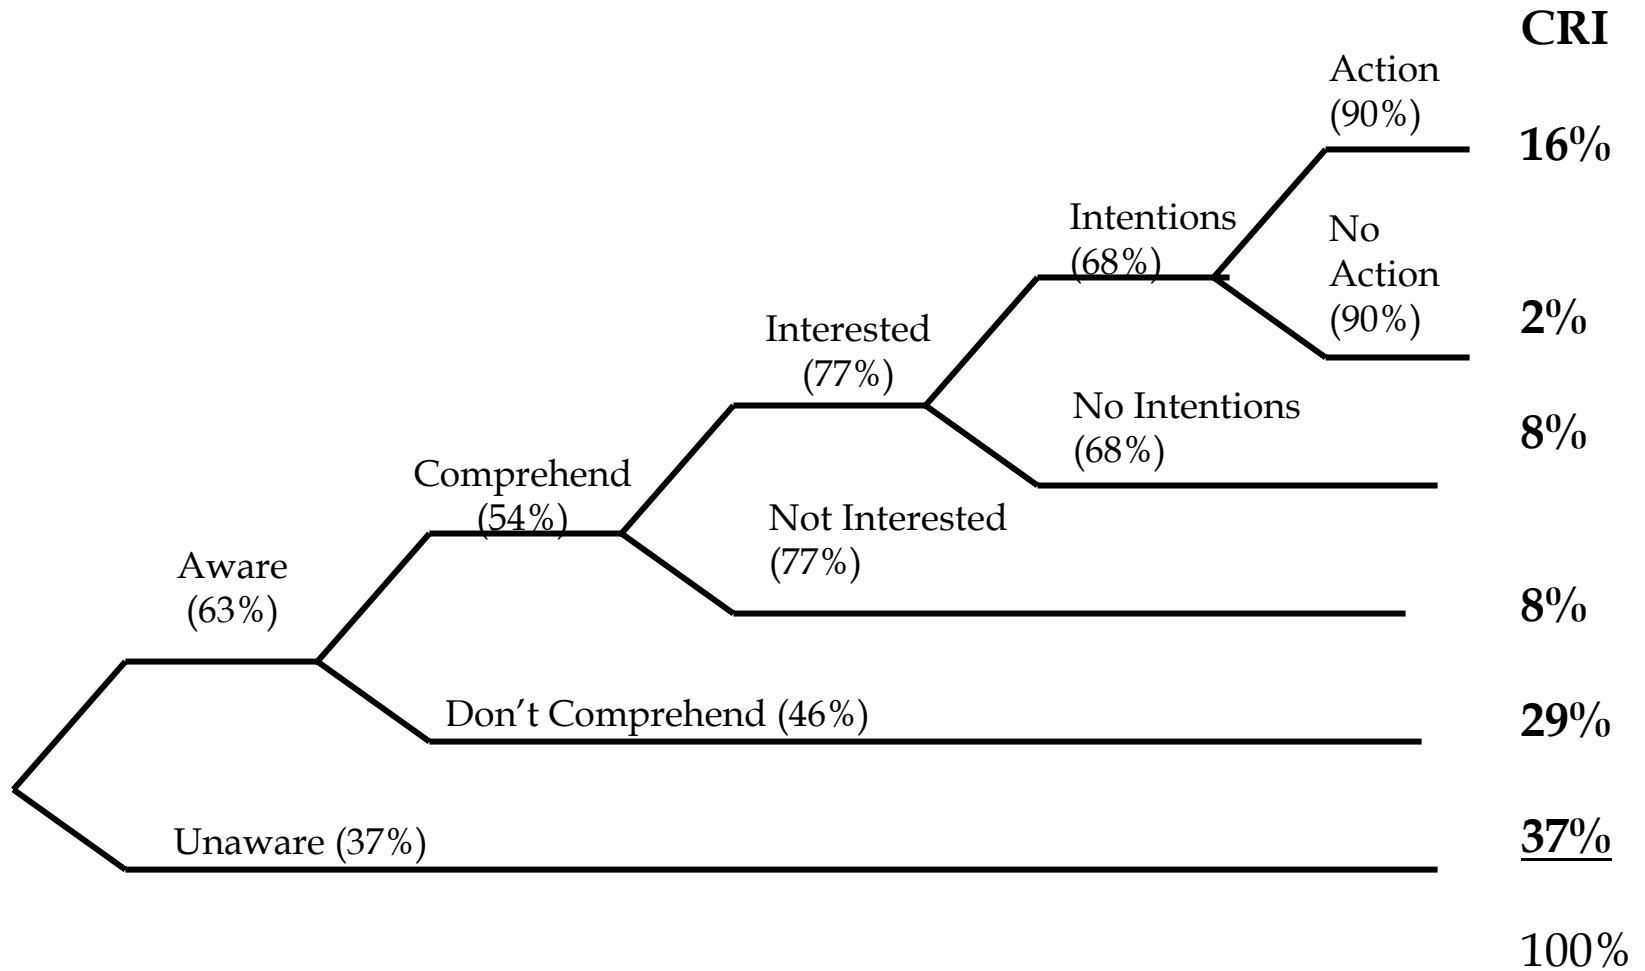 CRI
Action
(90%)
16%
Intentions
(68%)
No
Action
(90%)
2%
Interested
(77%)
No Intentions
(68%)
8%
Comprehend
(54%)
Not Interested
(77%)
8%
Aware
(63%)
Don’t Comprehend (46%)
29%
Unaware (37%)
37%
100%